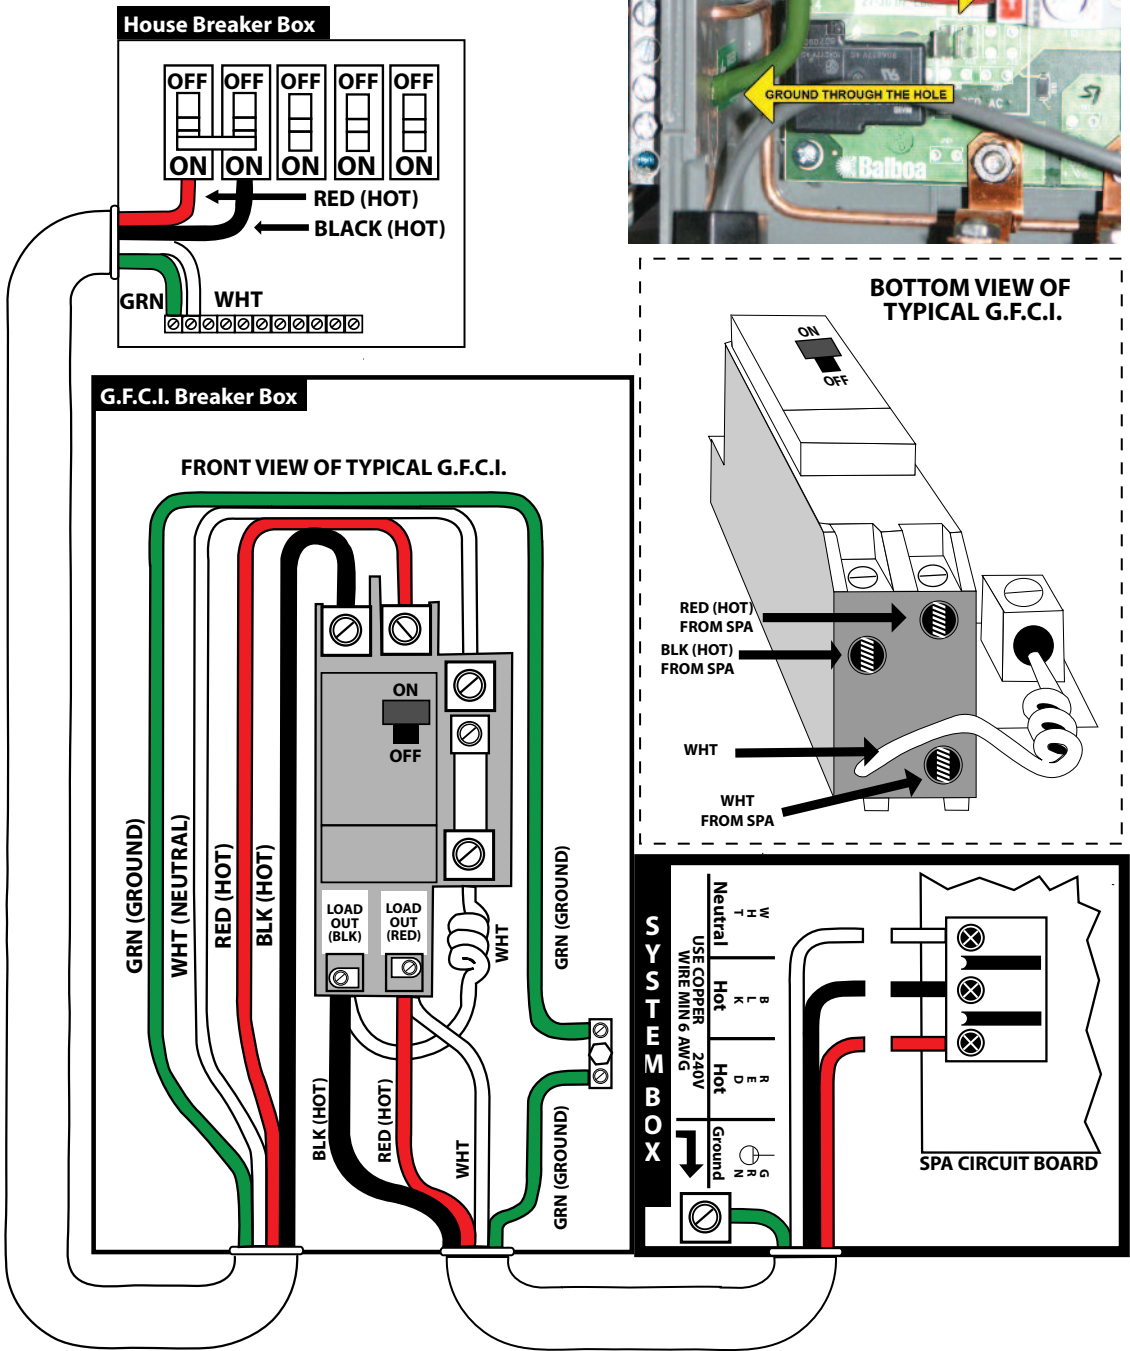 House Breaker Box
OFF OFF OFF OFF OFF
ON ON ON ON ON
RED (HOT)
BLACK (HOT)
GRN
WHT
GROUND THROUGH THE HOLE
Balboa
BOTTOM VIEW OF
TYPICAL G.F.C.I.
ON
OFF
RED (HOT)
FROM SPA
BLK (HOT)
FROM SPA
WHT
WHT
FROM SPA
G.F.C.I. Breaker Box
FRONT VIEW OF TYPICAL G.F.C.I.
ON
OFF
GRN (GROUND)
WHT (NEUTRAL)
RED (HOT)
BLK (HOT)
LOAD
OUT
(BLK)
LOAD
OUT
(RED)
WHT
GRN (GROUND)
BLK (HOT)
RED (HOT)
WHT
GRN (GROUND)
SYSTEM BOX
USE COPPER 240V
WIRE MIN 6 AWG
Neutral
WHT
Hot
BLK
Hot
RED
Ground
GRN
SPA CIRCUIT BOARD